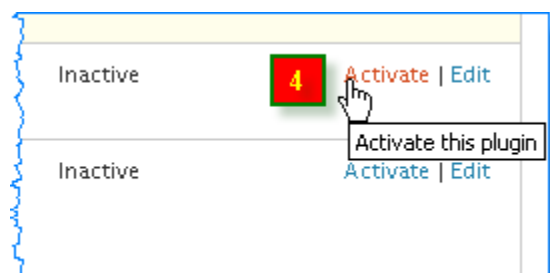 Inactive 4 Activate | Edit
Activate this plugin
Inactive Activate | Edit